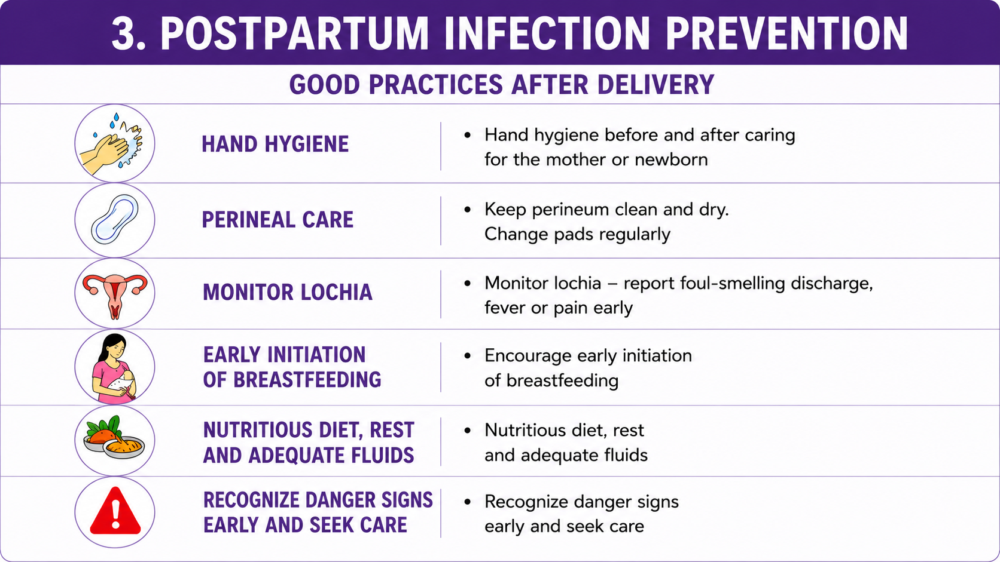 3. POSTPARTUM INFECTION PREVENTION
GOOD PRACTICES AFTER DELIVERY
HAND HYGIENE
• Hand hygiene before and after caring
for the mother or newborn
PERINEAL CARE
• Keep perineum clean and dry.
Change pads regularly
MONITOR LOCHIA
• Monitor lochia – report foul-smelling discharge,
fever or pain early
EARLY INITIATION
OF BREASTFEEDING
• Encourage early initiation
of breastfeeding
NUTRITIOUS DIET, REST
AND ADEQUATE FLUIDS
• Nutritious diet, rest
and adequate fluids
RECOGNIZE DANGER SIGNS
EARLY AND SEEK CARE
• Recognize danger signs
early and seek care